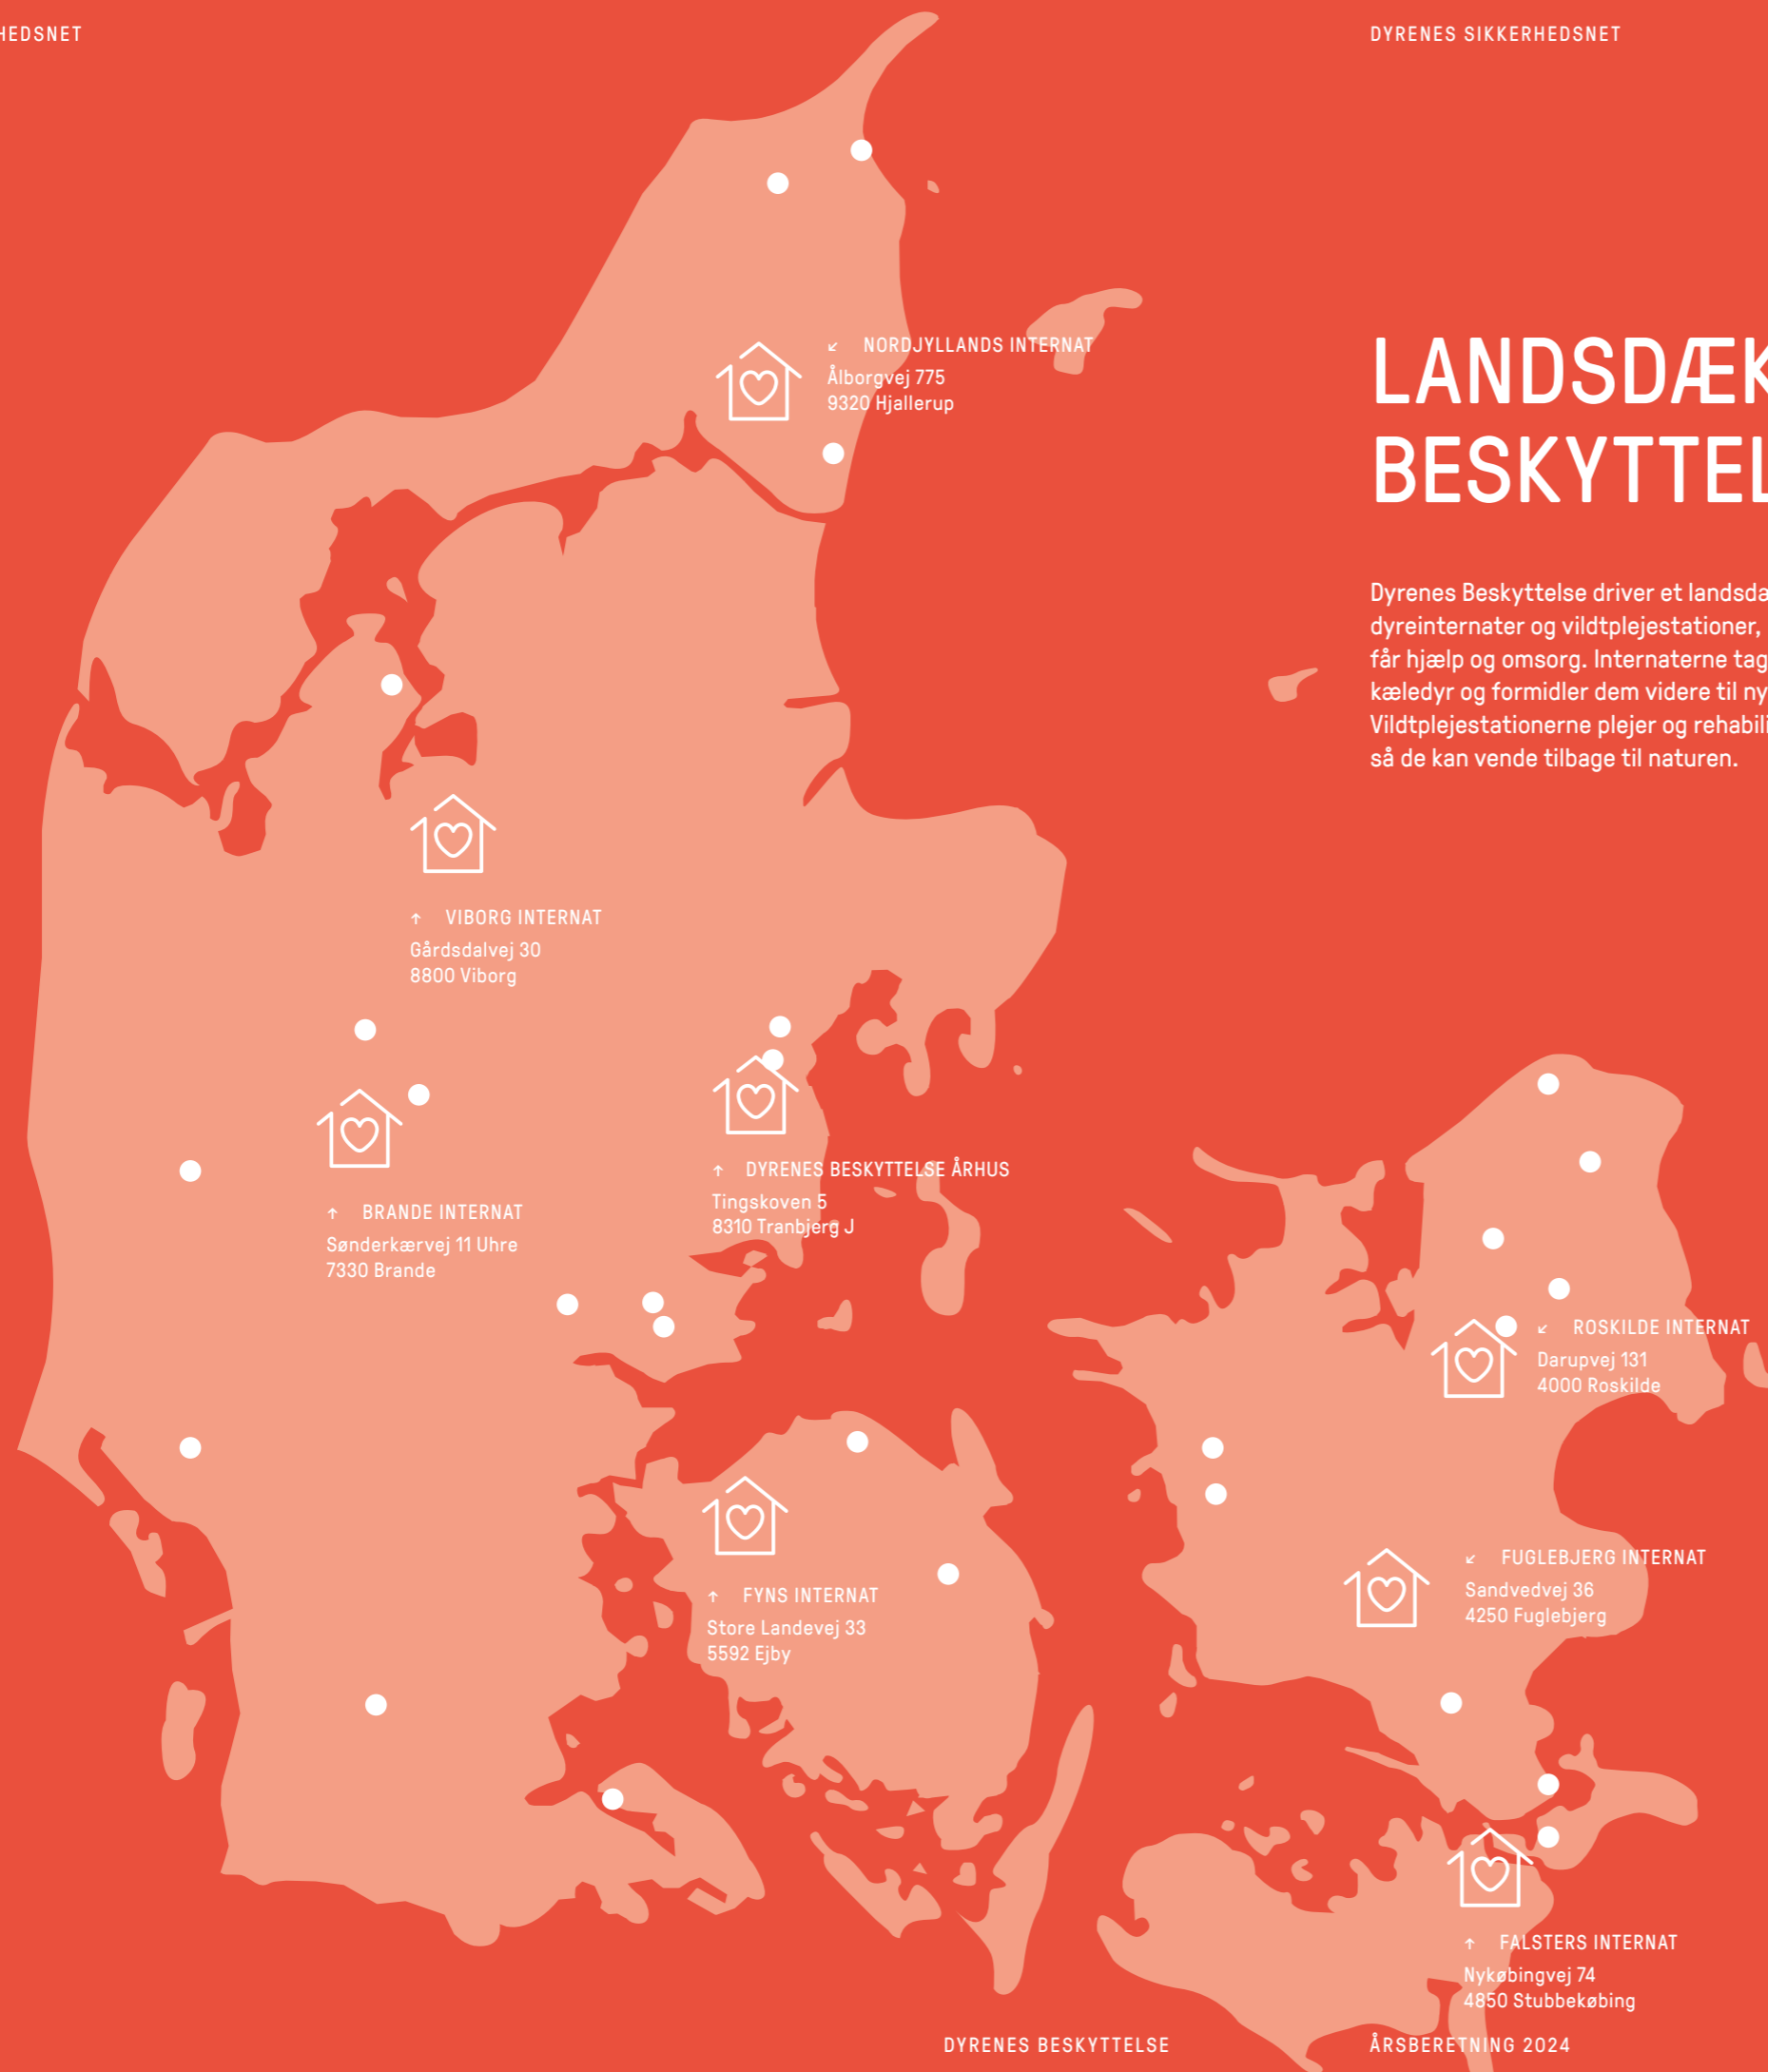 HEDSNET
DYRENES SIKKERHEDSNET
LANDSDÆK
BESKYTTEL
Dyrenes Beskyttelse driver et landsdæ
dyreinternater og vildtplejestationer,
får hjælp og omsorg. Internaterne tag
kæledyr og formidler dem videre til ny
Vildtplejestationerne plejer og rehabili
så de kan vende tilbage til naturen.
↙ NORDJYLLANDS INTERNAT
Ålborgvej 775
9320 Hjallerup
↑ VIBORG INTERNAT
Gårdsdalvej 30
8800 Viborg
↑ BRANDE INTERNAT
Sønderkærvej 11 Uhre
7330 Brande
↑ DYRENES BESKYTTELSE ÅRHUS
Tingskoven 5
8310 Tranbjerg J
↙ ROSKILDE INTERNAT
Darupvej 131
4000 Roskilde
↑ FYNS INTERNAT
Store Landevej 33
5592 Ejby
↙ FUGLEBJERG INTERNAT
Sandvedvej 36
4250 Fuglebjerg
↑ FALSTERS INTERNAT
Nykøbingvej 74
4850 Stubbekøbing
DYRENES BESKYTTELSE
ÅRSBERETNING 2024